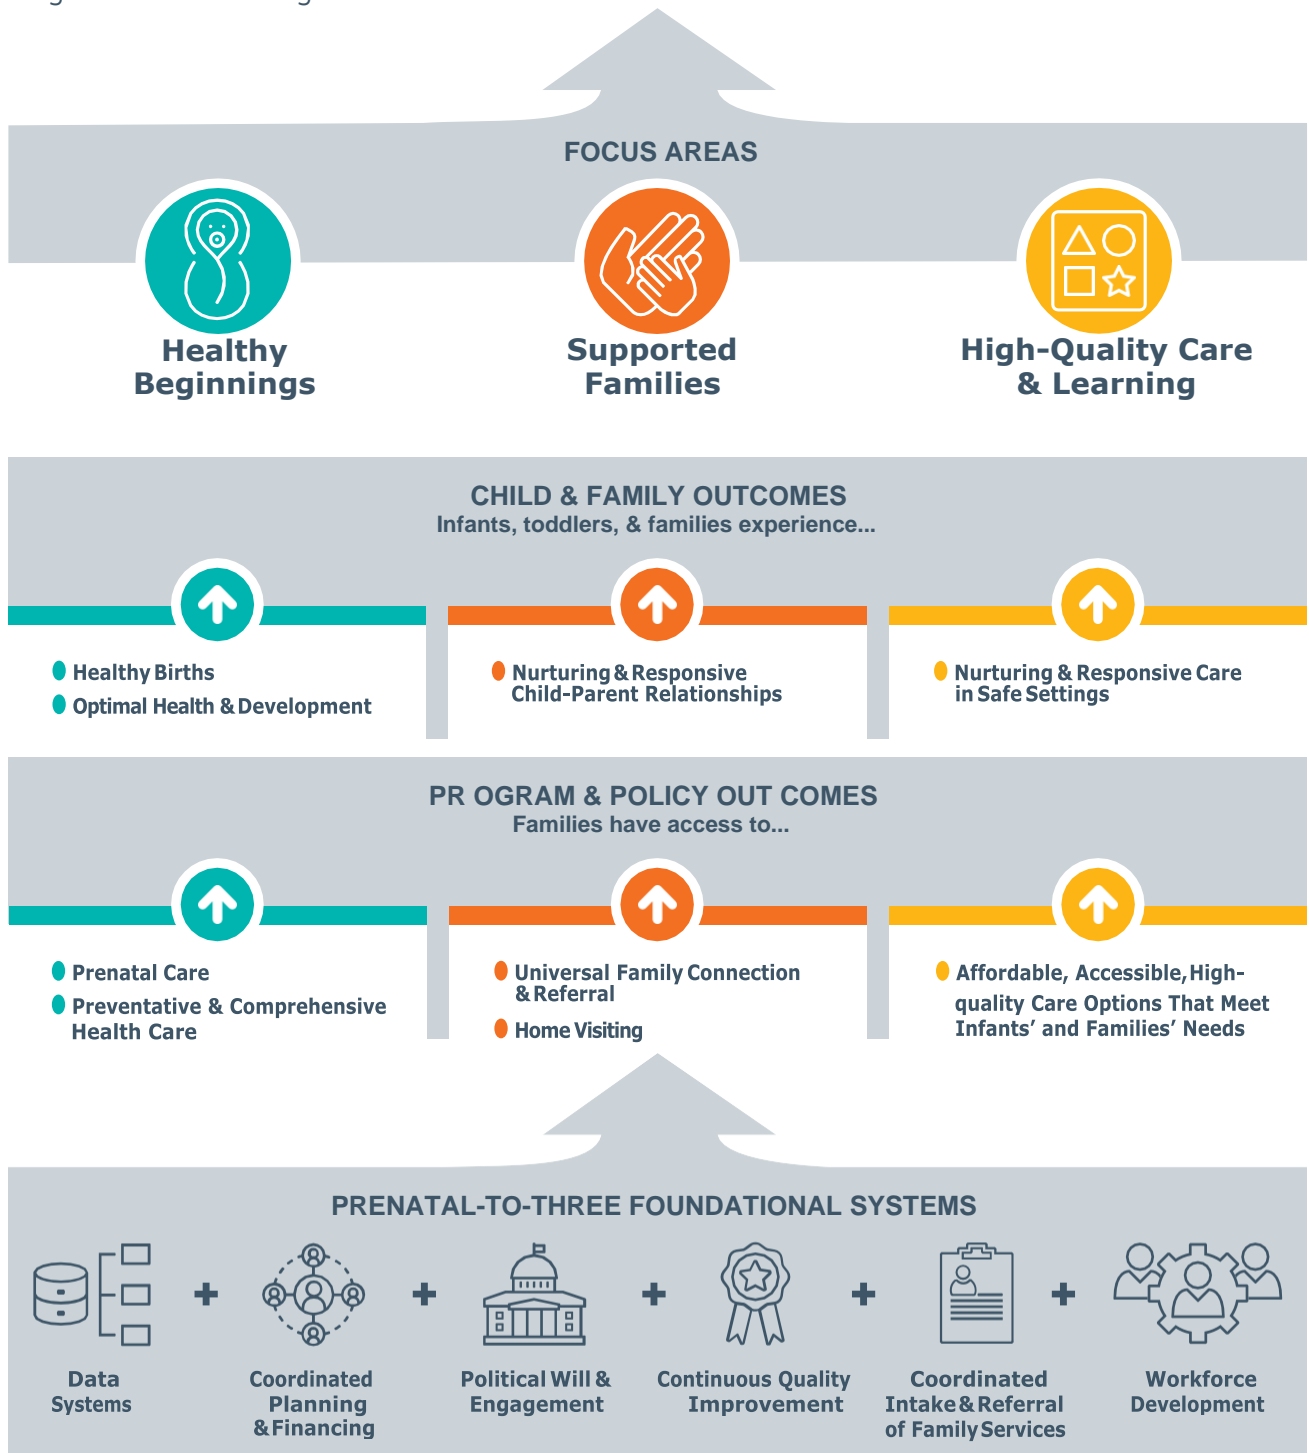 FOCUS AREAS
Healthy
Beginnings
Supported
Families
High-Quality Care
& Learning
CHILD & FAMILY OUTCOMES
Infants, toddlers, & families experience...
Healthy Births
Optimal Health & Development
Nurturing & Responsive
Child-Parent Relationships
Nurturing & Responsive Care
in Safe Settings
PR OGRAM & POLICY OUT COMES
Families have access to...
Prenatal Care
Preventative & Comprehensive
Health Care
Universal Family Connection
& Referral
Home Visiting
Affordable, Accessible, High-
quality Care Options That Meet
Infants’ and Families’ Needs
PRENATAL-TO-THREE FOUNDATIONAL SYSTEMS
+ + + + +
Data
Systems
Coordinated
Planning
& Financing
Political Will &
Engagement
Continuous Quality
Improvement
Coordinated
Intake & Referral
of Family Services
Workforce
Development